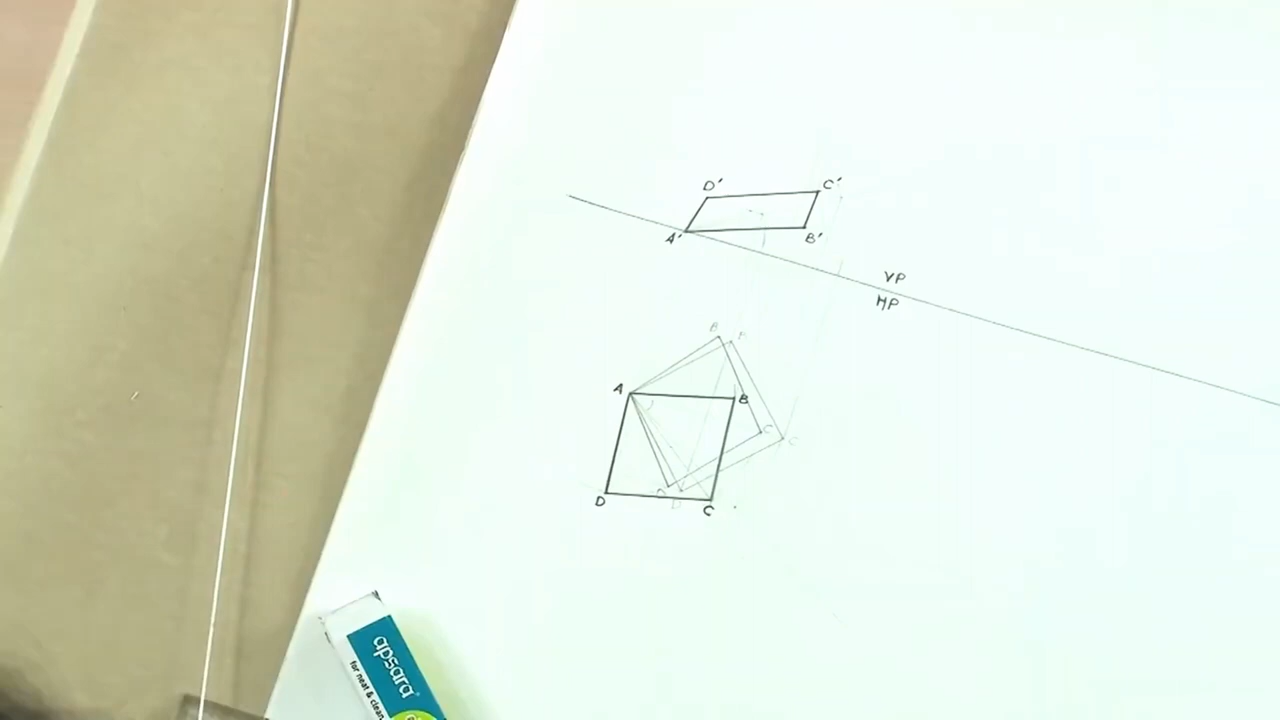 D′ C′
A′ B′
VP
HP
B B
A B
C C
D D
D C
apsara
for neat & clean